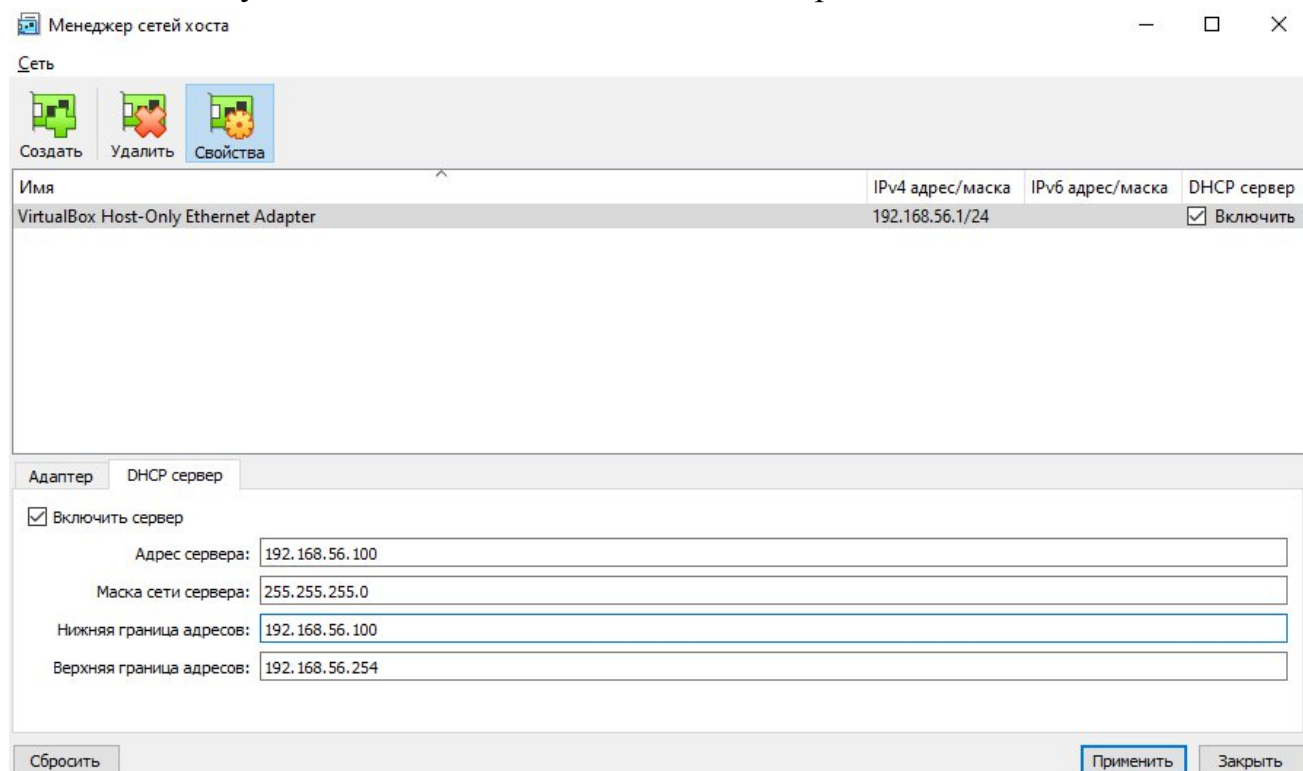 Менеджер сетей хоста
Сеть
Создать Удалить Свойства
Имя IPv4 адрес/маска IPv6 адрес/маска DHCP сервер
VirtualBox Host-Only Ethernet Adapter 192.168.56.1/24 Включить
Адаптер DHCP сервер
Включить сервер
Адрес сервера: 192.168.56.100
Маска сети сервера: 255.255.255.0
Нижняя граница адресов: 192.168.56.100
Верхняя граница адресов: 192.168.56.254
Сбросить Применить Закрыть